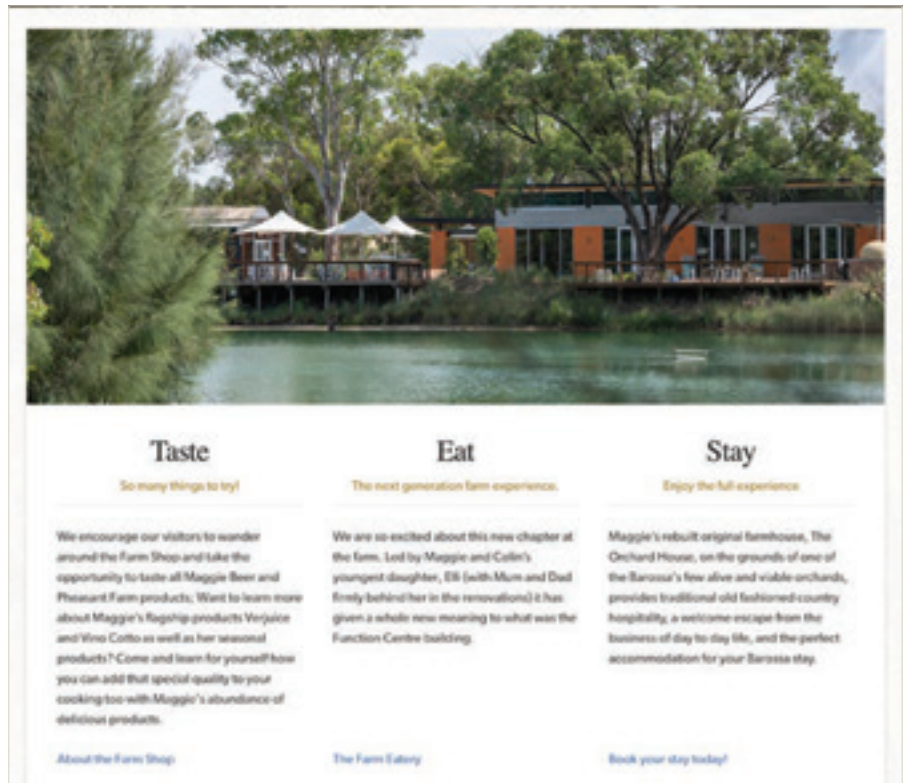 Taste
So many things to try!
We encourage our visitors to wander
around the Farm Shop and take the
opportunity to taste all Maggie Beer and
Pheasant Farm products; Want to learn more
about Maggie's flagship products Verjuice
and Vino Cotto as well as her seasonal
products? Come and learn for yourself how
you can add that special quality to your
cooking too with Maggie's abundance of
delicious products.
About the Farm Shop
Eat
The next generation farm experience.
We are so excited about this new chapter at
the farm. Led by Maggie and Colin's
youngest daughter, Elli (with Mum and Dad
firmly behind her in the renovations) it has
given a whole new meaning to what was the
Function Centre building.
The Farm Eatery
Stay
Enjoy the full experience
Maggie's rebuilt original farmhouse, The
Orchard House, on the grounds of one of
the Barossa's few alive and viable orchards,
provides traditional old fashioned country
hospitality, a welcome escape from the
business of day to day life, and the perfect
accommodation for your Barossa stay.
Book your stay today!